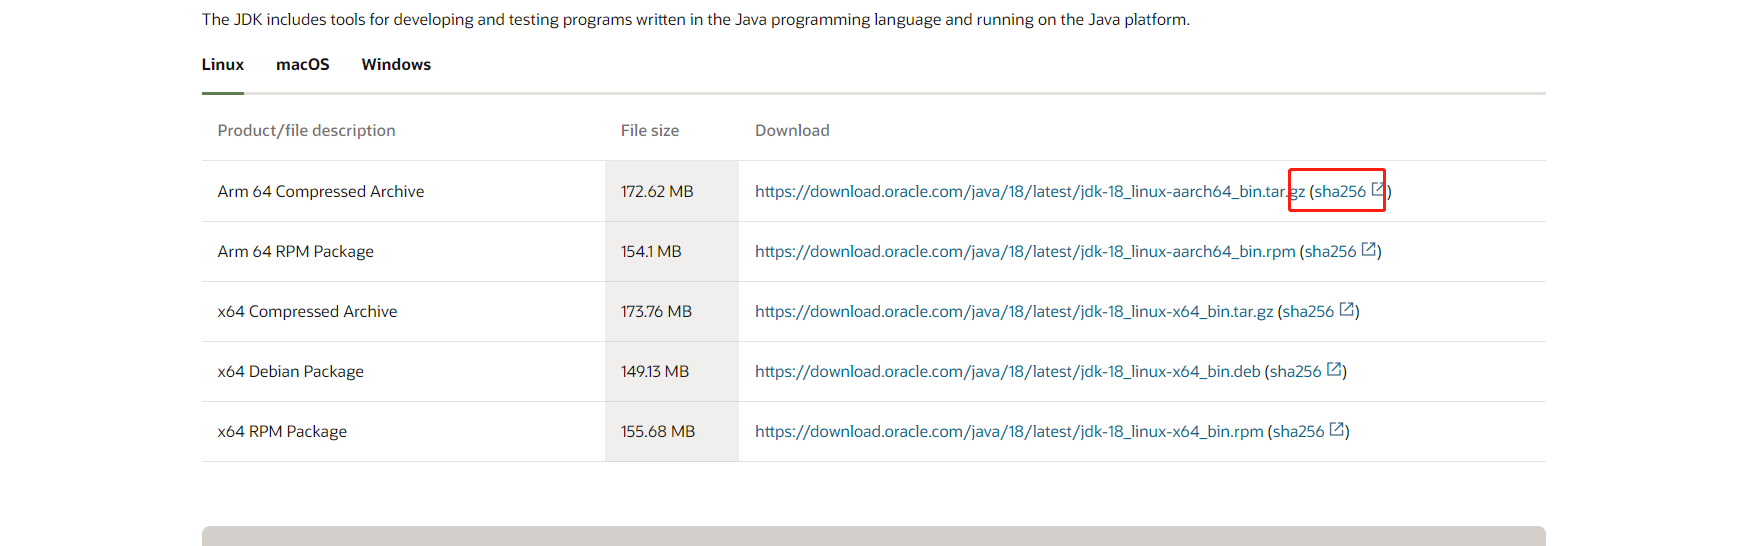 The JDK includes tools for developing and testing programs written in the Java programming language and running on the Java platform.
Linux macOS Windows
Product/file description File size Download
Arm 64 Compressed Archive 172.62 MB https://download.oracle.com/java/18/latest/jdk-18_linux-aarch64_bin.tar.gz (sha256)
Arm 64 RPM Package 154.1 MB https://download.oracle.com/java/18/latest/jdk-18_linux-aarch64_bin.rpm (sha256)
x64 Compressed Archive 173.76 MB https://download.oracle.com/java/18/latest/jdk-18_linux-x64_bin.tar.gz (sha256)
x64 Debian Package 149.13 MB https://download.oracle.com/java/18/latest/jdk-18_linux-x64_bin.deb (sha256)
x64 RPM Package 155.68 MB https://download.oracle.com/java/18/latest/jdk-18_linux-x64_bin.rpm (sha256)